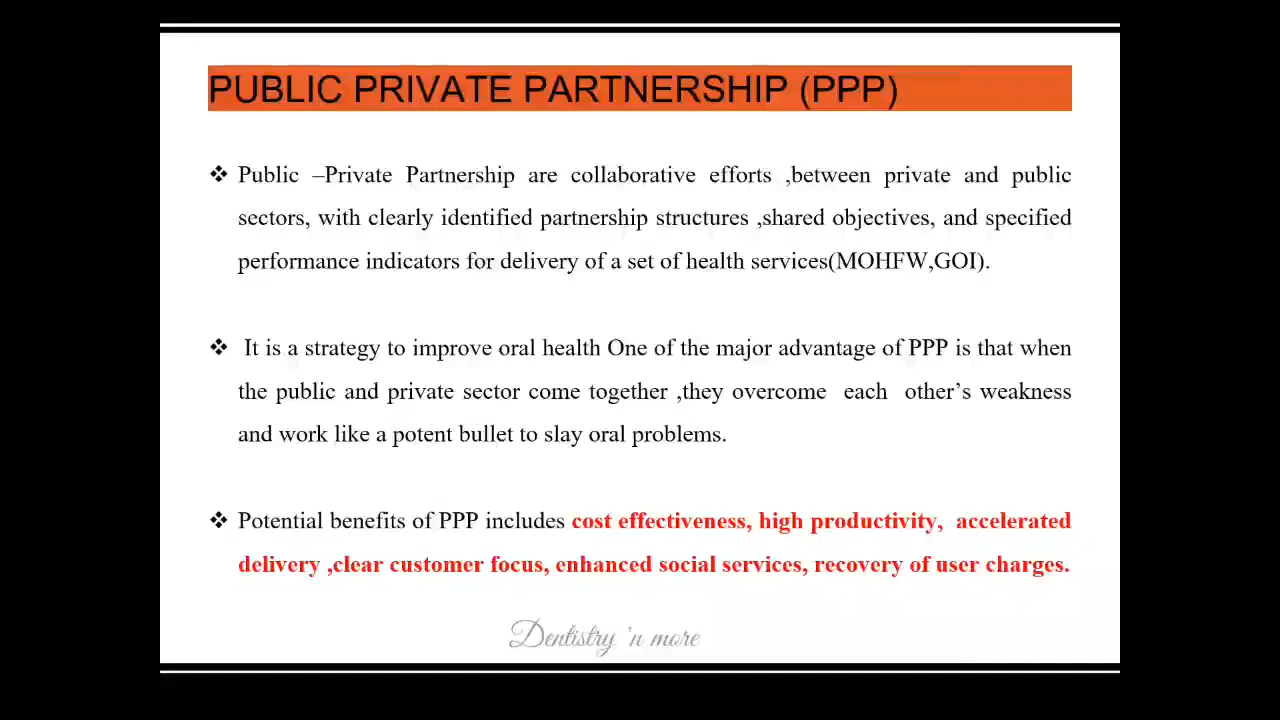 PUBLIC PRIVATE PARTNERSHIP (PPP)
❖ Public –Private Partnership are collaborative efforts ,between private and public
sectors, with clearly identified partnership structures ,shared objectives, and specified
performance indicators for delivery of a set of health services(MOHFW,GOI).
❖ It is a strategy to improve oral health One of the major advantage of PPP is that when
the public and private sector come together ,they overcome each other’s weakness
and work like a potent bullet to slay oral problems.
❖ Potential benefits of PPP includes cost effectiveness, high productivity, accelerated
delivery ,clear customer focus, enhanced social services, recovery of user charges.
Dentistry 'n more